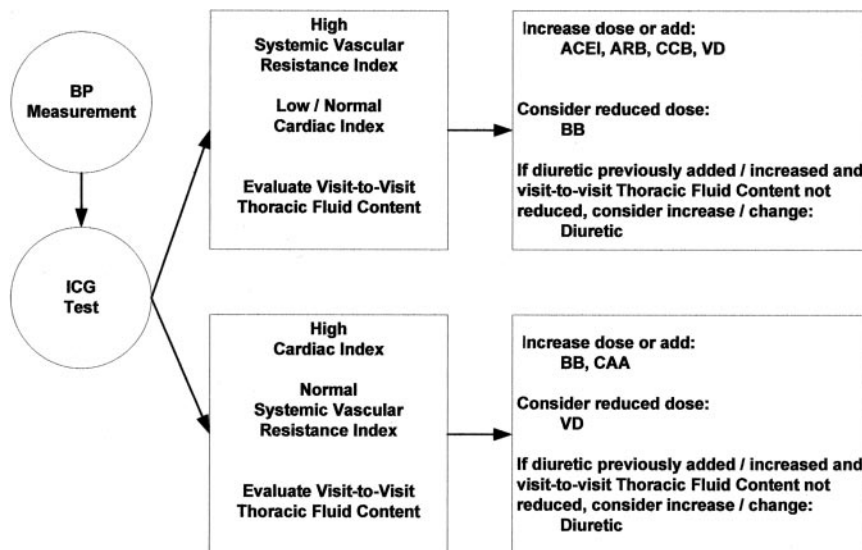 BP
Measurement
ICG
Test
High
Systemic Vascular
Resistance Index
Low / Normal
Cardiac Index
Evaluate Visit-to-Visit
Thoracic Fluid Content
Increase dose or add:
ACEI, ARB, CCB, VD
Consider reduced dose:
BB
If diuretic previously added / increased and
visit-to-visit Thoracic Fluid Content not
reduced, consider increase / change:
Diuretic
High
Cardiac Index
Normal
Systemic Vascular
Resistance Index
Evaluate Visit-to-Visit
Thoracic Fluid Content
Increase dose or add:
BB, CAA
Consider reduced dose:
VD
If diuretic previously added / increased and
visit-to-visit Thoracic Fluid Content not
reduced, consider increase / change:
Diuretic